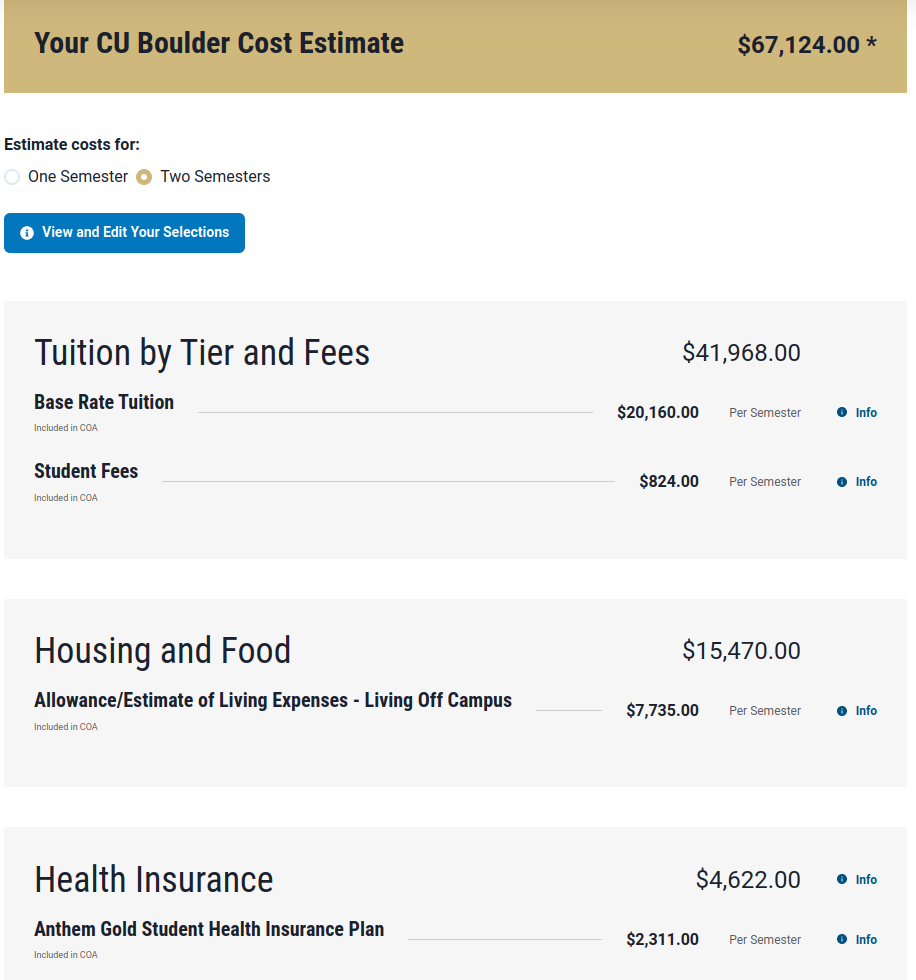 Your CU Boulder Cost Estimate $67,124.00 *
Estimate costs for:
One Semester Two Semesters
View and Edit Your Selections
Tuition by Tier and Fees $41,968.00
Base Rate Tuition $20,160.00 Per Semester Info
Included in COA
Student Fees $824.00 Per Semester Info
Included in COA
Housing and Food $15,470.00
Allowance/Estimate of Living Expenses - Living Off Campus $7,735.00 Per Semester Info
Included in COA
Health Insurance $4,622.00 Info
Anthem Gold Student Health Insurance Plan $2,311.00 Per Semester Info
Included in COA